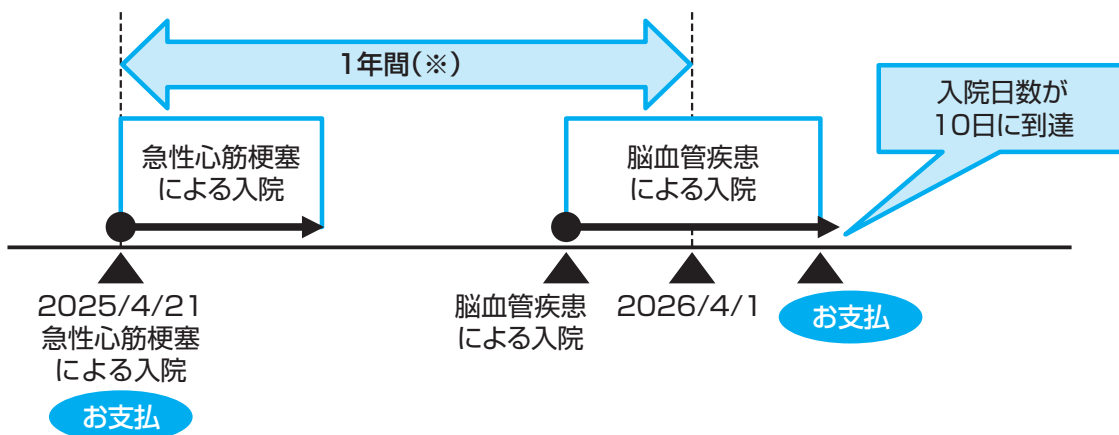 1年間(※)
入院日数が
10日に到達
急性心筋梗塞
による入院
脳血管疾患
による入院
2025/4/21
急性心筋梗塞
による入院
お支払
脳血管疾患
による入院
2026/4/1
お支払